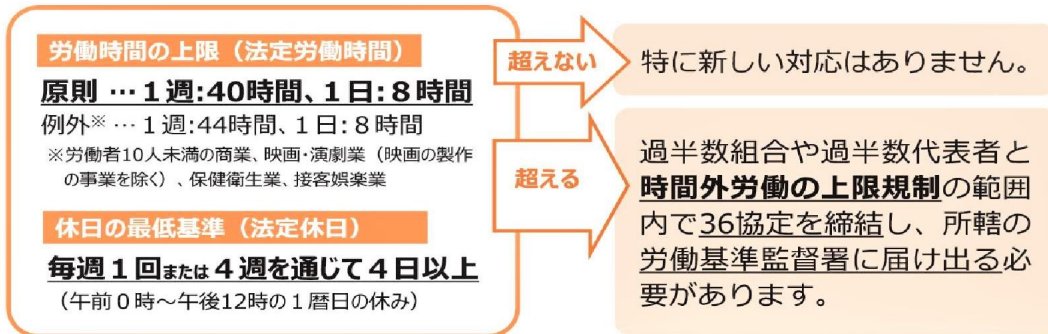 労働時間の上限（法定労働時間）
原則 …１週:40時間、１日:８時間
例外※ …１週:44時間、１日:８時間
※労働者10人未満の商業、映画・演劇業（映画の製作
の事業を除く）、保健衛生業、接客娯楽業
休日の最低基準（法定休日）
毎週１回または４週を通じて４日以上
（午前０時～午後12時の１暦日の休み）
超えない
特に新しい対応はありません。
超える
過半数組合や過半数代表者と
時間外労働の上限規制の範囲
内で36協定を締結し、所轄の
労働基準監督署に届け出る必
要があります。